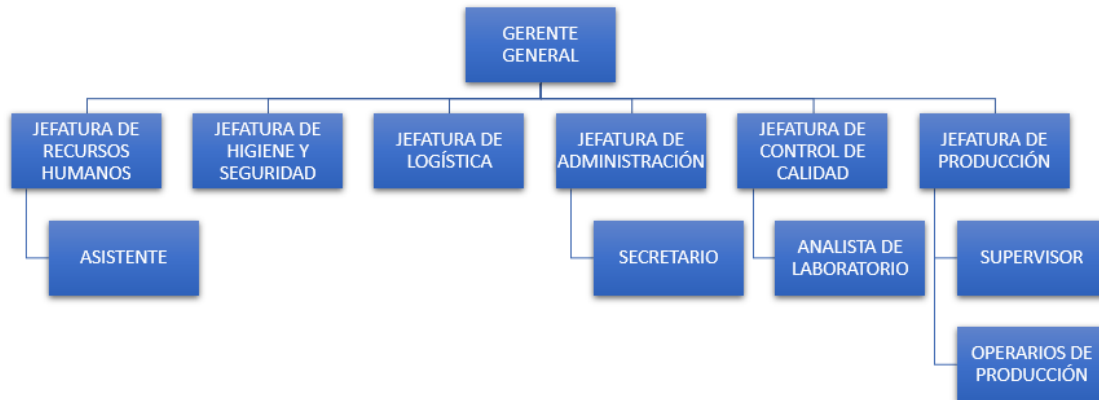 GERENTE
GENERAL
JEFATURA DE
RECURSOS
HUMANOS
JEFATURA DE
HIGIENE Y
SEGURIDAD
JEFATURA DE
LOGÍSTICA
JEFATURA DE
ADMINISTRACIÓN
JEFATURA DE
CONTROL DE
CALIDAD
JEFATURA DE
PRODUCCIÓN
ASISTENTE
SECRETARIO
ANALISTA DE
LABORATORIO
SUPERVISOR
OPERARIOS DE
PRODUCCIÓN